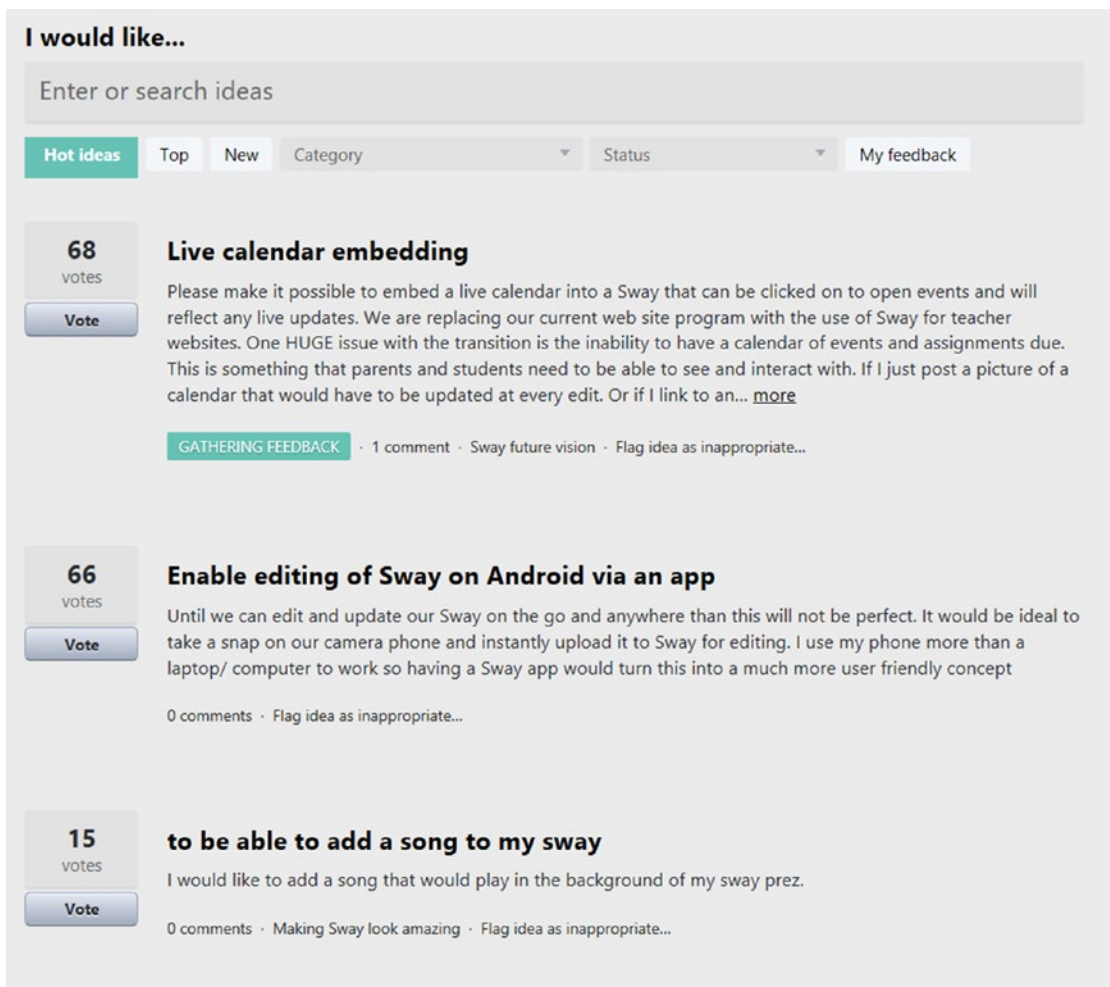 I would like...
Enter or search ideas
Hot ideas Top New Category Status My feedback
68
votes
Vote
Live calendar embedding
Please make it possible to embed a live calendar into a Sway that can be clicked on to open events and will
reflect any live updates. We are replacing our current web site program with the use of Sway for teacher
websites. One HUGE issue with the transition is the inability to have a calendar of events and assignments due.
This is something that parents and students need to be able to see and interact with. If I just post a picture of a
calendar that would have to be updated at every edit. Or if I link to an... more
GATHERING FEEDBACK · 1 comment · Sway future vision · Flag idea as inappropriate...
66
votes
Vote
Enable editing of Sway on Android via an app
Until we can edit and update our Sway on the go and anywhere than this will not be perfect. It would be ideal to
take a snap on our camera phone and instantly upload it to Sway for editing. I use my phone more than a
laptop/ computer to work so having a Sway app would turn this into a much more user friendly concept
0 comments · Flag idea as inappropriate...
15
votes
Vote
to be able to add a song to my sway
I would like to add a song that would play in the background of my sway prez.
0 comments · Making Sway look amazing · Flag idea as inappropriate...